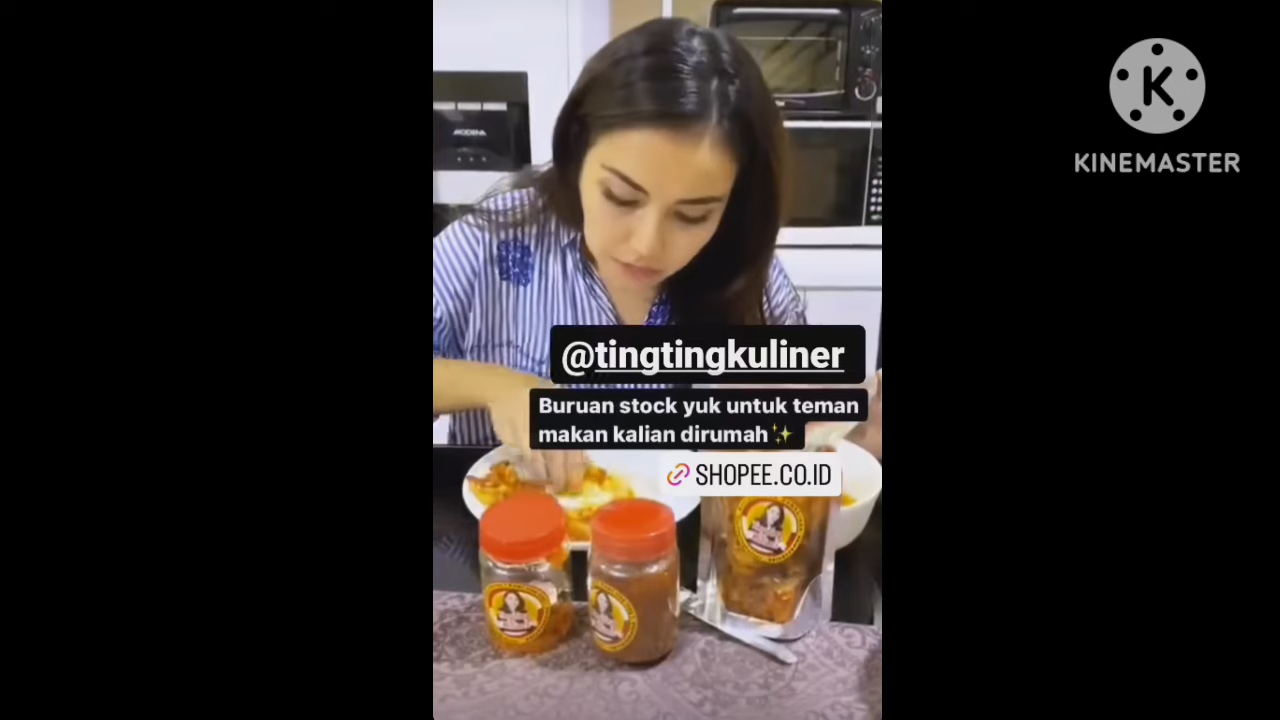 MODENA
KINEMASTER
@tingtingkuliner
Buruan stock yuk untuk teman
makan kalian dirumah✨
SHOPEE.CO.ID